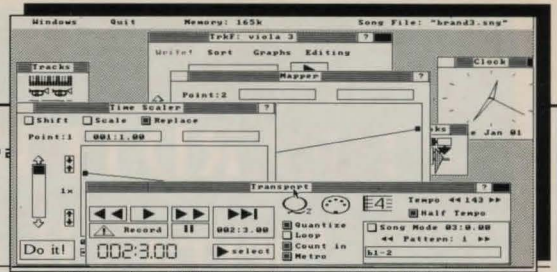 Windows Quit Memory: 165k Song File: "brand3.sng"
TrkF: viola 3 ?
Write! Sort Graphs Editing
Tracks
Clock
Mapper ?
Point:2
Time Scaler ?
Shift Scale Replace
Point:1 001:1.00
e Jan 01
1x
Transport ?
Tempo 143
Half Tempo
Record 002:3.00
Quantize
Loop
Count in
Metro
Song Mode 03:0.00
Pattern: 1
Do it! 002:3.00 select
b1-2